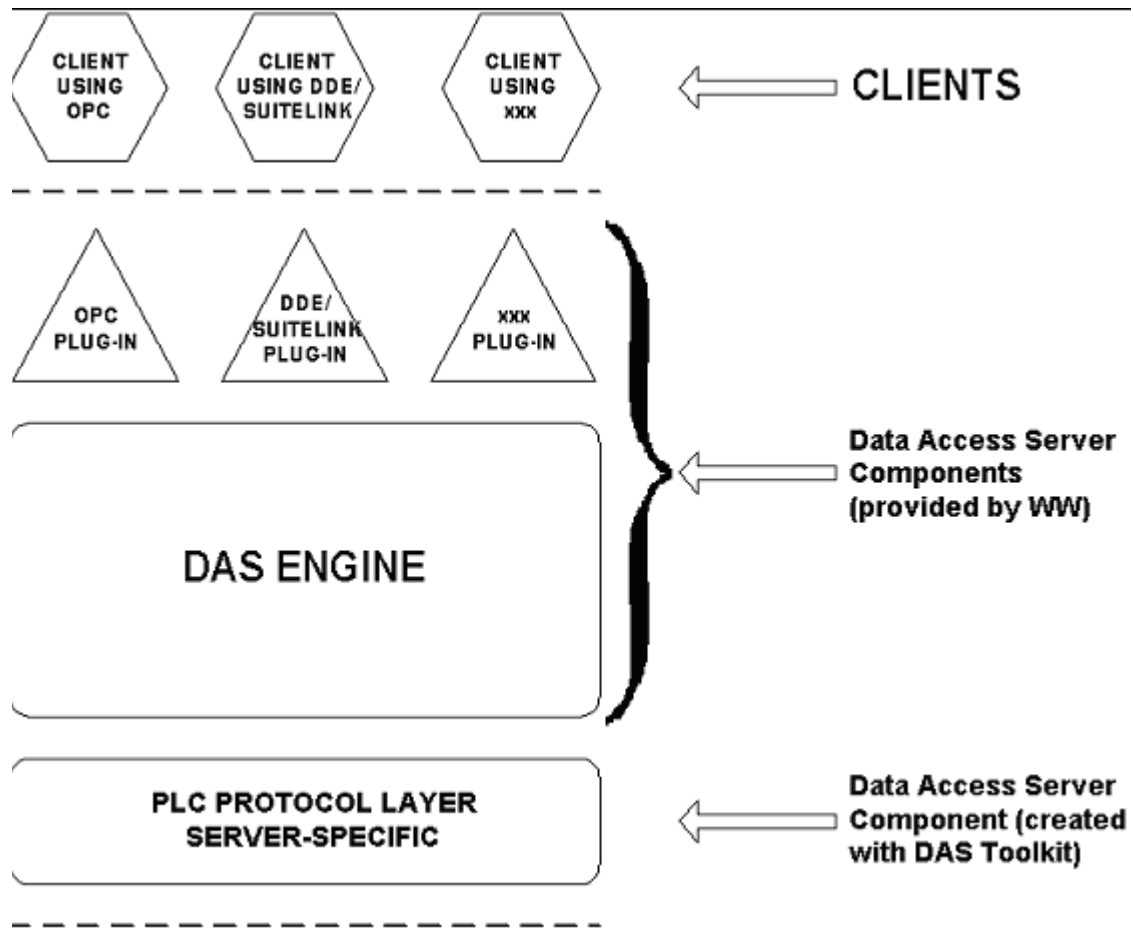 CLIENT
USING
OPC
CLIENT
USING DDE/
SUITELINK
CLIENT
USING
xxx
CLIENTS
OPC
PLUG-IN
DDE/
SUITELINK
PLUG-IN
xxx
PLUG-IN
DAS ENGINE
Data Access Server
Components
(provided by WW)
PLC PROTOCOL LAYER
SERVER-SPECIFIC
Data Access Server
Component (created
with DAS Toolkit)